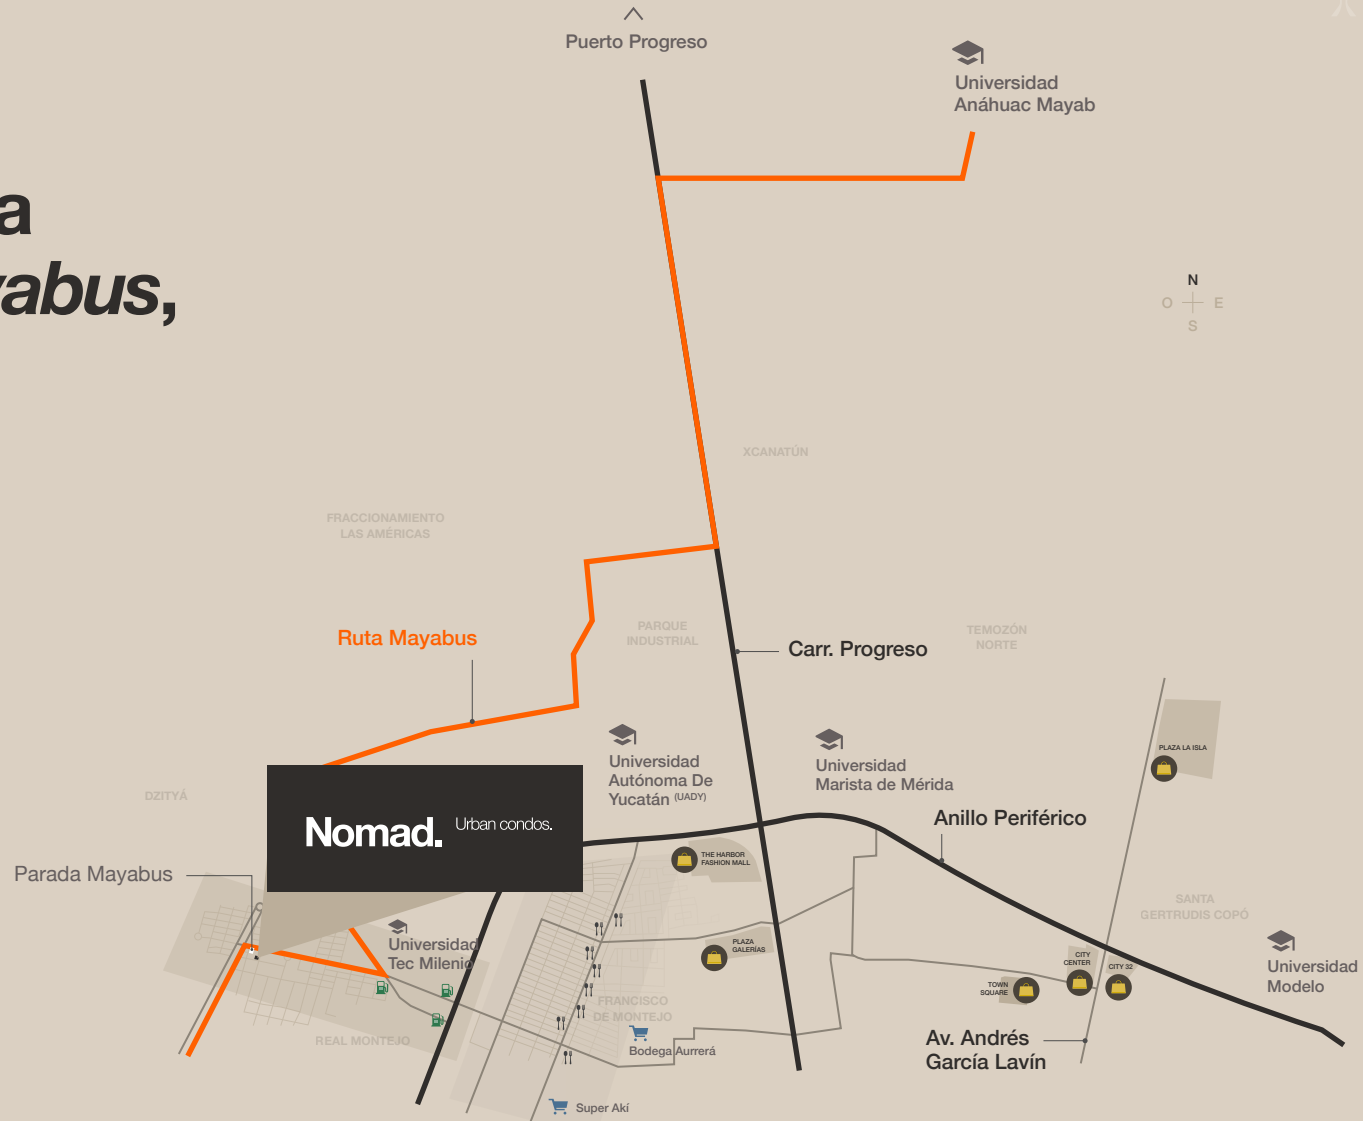 Puerto Progreso
Universidad
Anáhuac Mayab
a
yabus,
N
O E
S
XCANATÚN
FRACCIONAMIENTO
LAS AMÉRICAS
Ruta Mayabus
PARQUE
INDUSTRIAL
Carr. Progreso
TEMOZÓN
NORTE
Universidad
Autónoma De
Yucatán (UADY)
Universidad
Marista de Mérida
PLAZA LA ISLA
DZITYÁ
Nomad. Urban condos.
Anillo Periférico
THE HARBOR
FASHION MALL
Parada Mayabus
SANTA
GERTRUDIS COPÓ
Universidad
Tec Milenio
PLAZA
GALERÍAS
CITY
CENTER
CITY 32
TOWN
SQUARE
Universidad
Modelo
FRANCISCO
DE MONTEJO
REAL MONTEJO
Bodega Aurrerá
Av. Andrés
García Lavín
Super Akí